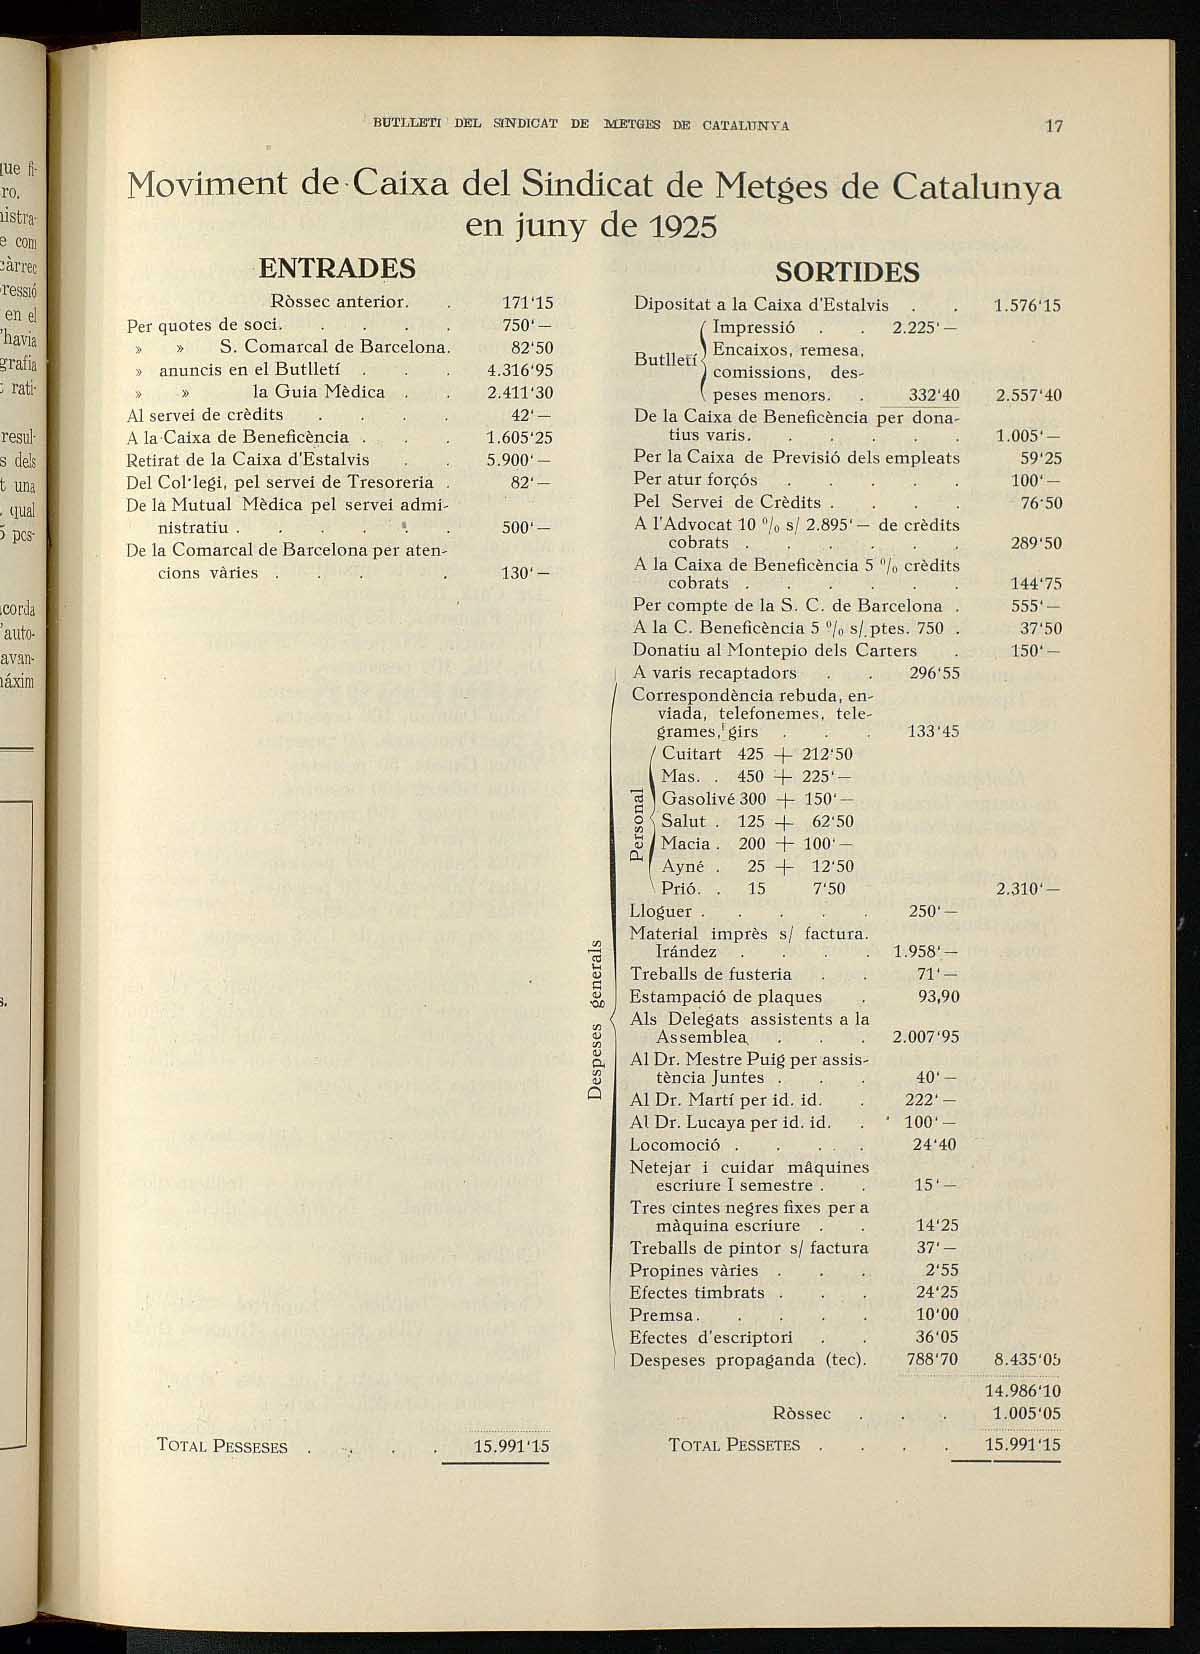 BUTLLETI DEL SINDICAT DE METGES DE CATALUNYA 17
Moviment de Caixa del Sindicat de Metges de Catalunya
en juny de 1925
ENTRADES
Ròssec anterior. . 171'15
Per quotes de soci. . . . . 750'—
» » S. Comarcal de Barcelona. 82'50
» anuncis en el Butlletí . . . 4.316'95
» » la Guia Mèdica . . 2.411'30
Al servei de crèdits . . . . 42'—
A la Caixa de Beneficència . . . 1.605'25
Retirat de la Caixa d'Estalvis . . 5.900'—
Del Col'legi, pel servei de Tresoreria . 82'—
De la Mutual Mèdica pel servei admi-
nistratiu . . . . . . 500'—
De la Comarcal de Barcelona per aten-
cions vàries . . . . . 130'—
TOTAL PESSESES . . . . 15.991'15
SORTIDES
Dipositat a la Caixa d'Estalvis . . 1.576'15
Impressió . . 2.225'—
Butlletí Encaixos, remesa,
comissions, des-
peses menors. . 332'40 2.557'40
De la Caixa de Beneficència per dona-
tius varis. . . . . . 1.005'—
Per la Caixa de Previsió dels empleats 59'25
Per atur forçós . . . . . 100'—
Pel Servei de Crèdits . . . . 76'50
A l'Advocat 10 % s/ 2.895'— de crèdits
cobrats . . . . . . 289'50
A la Caixa de Beneficència 5 % crèdits
cobrats . . . . . . 144'75
Per compte de la S. C. de Barcelona . 555'—
A la C. Beneficència 5 % s/. ptes. 750 . 37'50
Donatiu al Montepio dels Carters . 150'—
Despeses generals
A varis recaptadors . . 296'55
Correspondència rebuda, en-
viada, telefonemes, tele-
grames, girs . . . 133'45
Personal
Cuitart 425 + 212'50
Mas. . 450 + 225'—
Gasolivé 300 + 150'—
Salut . 125 + 62'50
Macia . 200 + 100'—
Ayné . 25 + 12'50
Prió. . 15 7'50 2.310'—
Lloguer . . . . . 250'—
Material imprès s/ factura.
Irández . . . . 1.958'—
Treballs de fusteria . . 71'—
Estampació de plaques . 93,90
Als Delegats assistents a la
Assemblea . . . 2.007'95
Al Dr. Mestre Puig per assis-
tència Juntes . . . 40'—
Al Dr. Martí per id. id. . 222'—
Al Dr. Lucaya per id. id. . 100'—
Locomoció . . . . 24'40
Netejar i cuidar màquines
escriure I semestre . . 15'—
Tres cintes negres fixes per a
màquina escriure . . 14'25
Treballs de pintor s/ factura 37'—
Propines vàries . . . 2'55
Efectes timbrats . . . 24'25
Premsa. . . . . 10'00
Efectes d'escriptori . . 36'05
Despeses propaganda (tec). 788'70 8.435'05
14.986'10
Ròssec . . . 1.005'05
TOTAL PESSETES . . . . 15.991'15